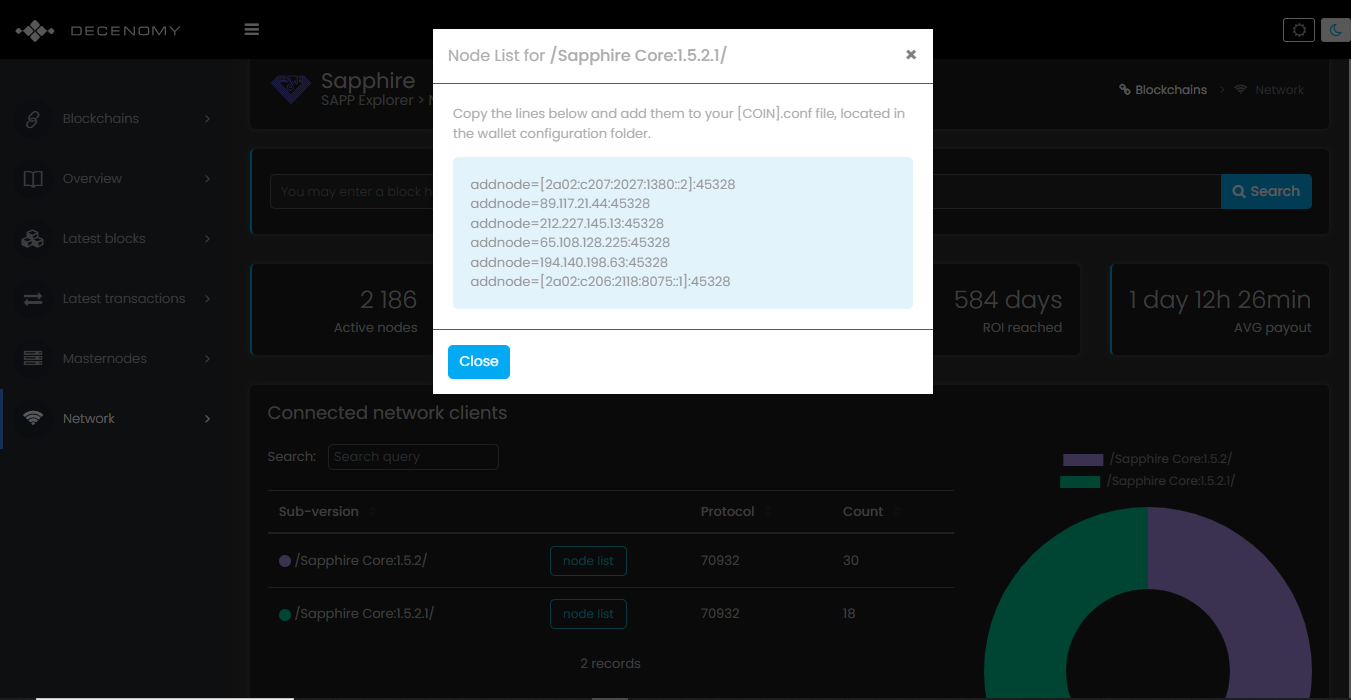 DECENOMY
Sapphire
SAPP Explorer >
Blockchains > Network
Blockchains
Overview
Latest blocks
Latest transactions
Masternodes
Network
You may enter a block
Search
2 186
Active nodes
584 days
ROI reached
1 day 12h 26min
AVG payout
Node List for /Sapphire Core:1.5.2.1/
×
Copy the lines below and add them to your [COIN].conf file, located in
the wallet configuration folder.
addnode=[2a02:c207:2027:1380::2]:45328
addnode=89.117.21.44:45328
addnode=212.227.145.13:45328
addnode=65.108.128.225:45328
addnode=194.140.198.63:45328
addnode=[2a02:c206:2118:8075::1]:45328
Close
Connected network clients
Search: Search query
Sub-version Protocol Count
/Sapphire Core:1.5.2/ node list 70932 30
/Sapphire Core:1.5.2.1/ node list 70932 18
2 records
/Sapphire Core:1.5.2/
/Sapphire Core:1.5.2.1/